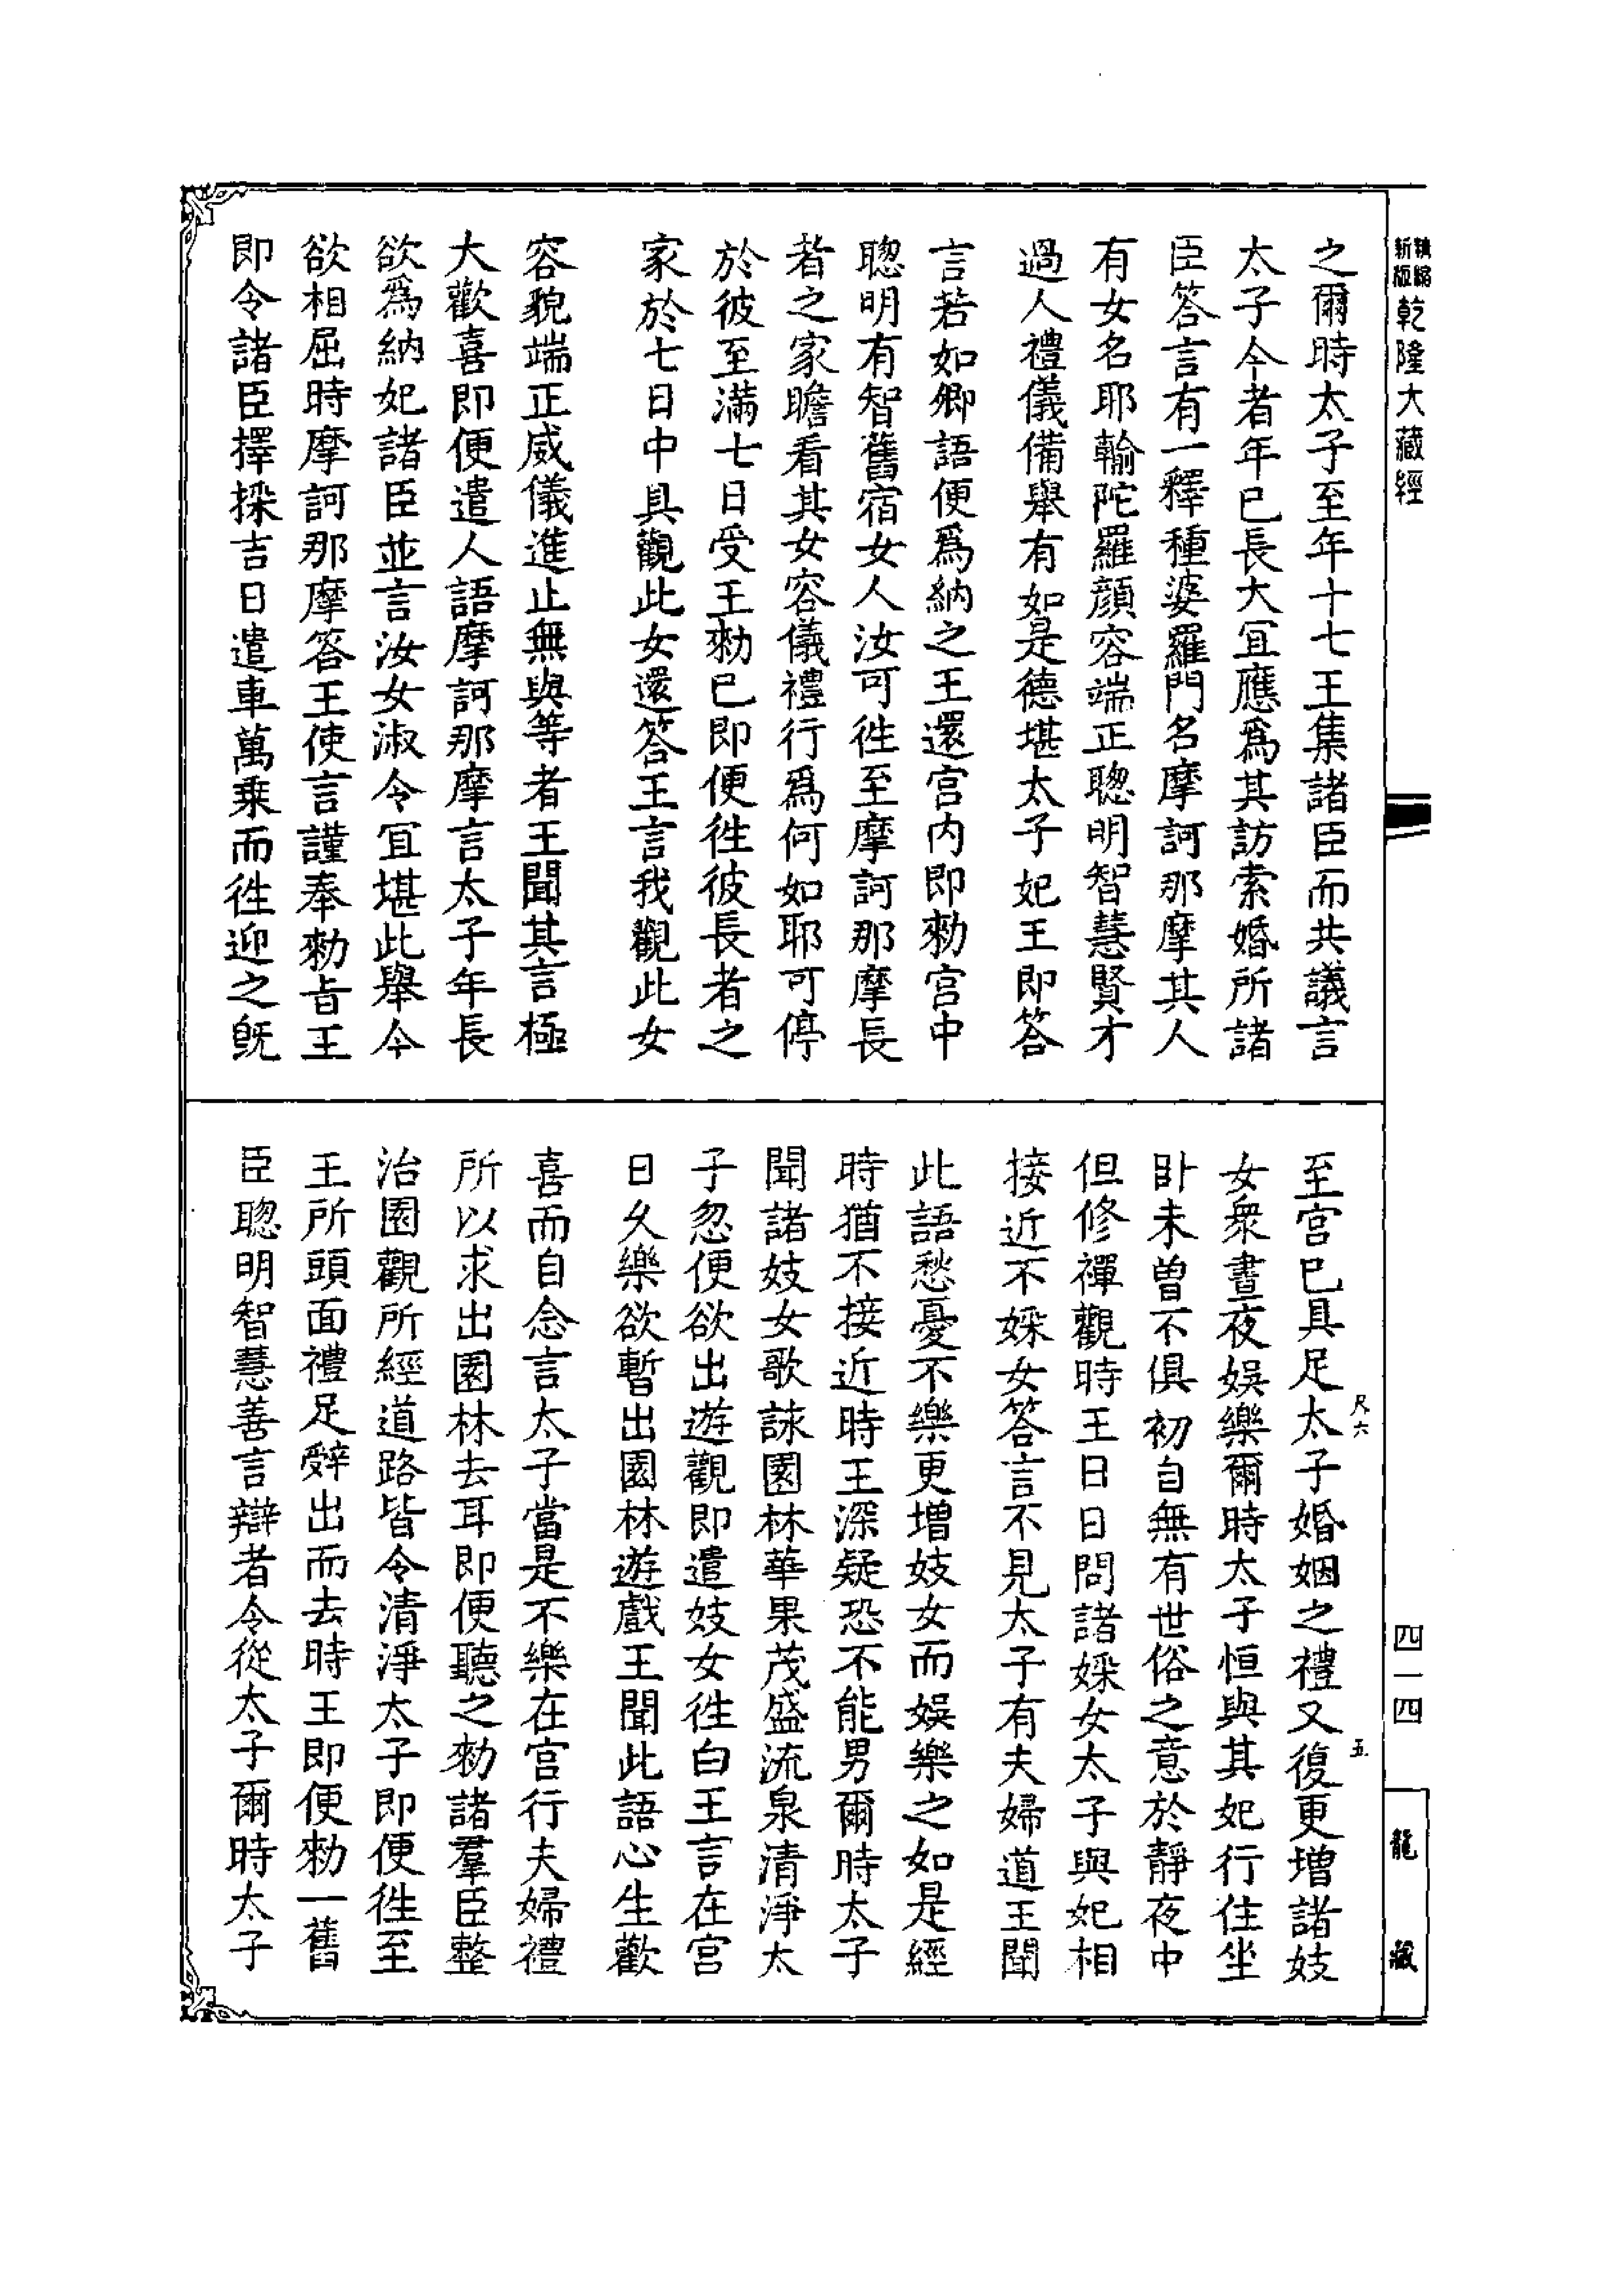 精縮新版乾隆大藏經
之爾時太子至年十七王集諸臣而共議言
太子今者年已長大冝應爲其訪索婚所諸
臣答言有一釋種婆羅門名摩訶那摩其人
有女名耶輸陀羅顔容端正聰明智慧賢才
過人禮儀備舉有如是德堪太子妃王即答
言若如卿語便爲納之王還宫内即勑宫中
聰明有智舊宿女人汝可徃至摩訶那摩長
者之家瞻看其女容儀禮行爲何如耶可停
於彼至滿七日受王勑已即便徃彼長者之
家於七日中具觀此女還答王言我觀此女
容貌端正威儀進止無與等者王聞其言極
大歡喜即便遣人語摩訶那摩言太子年長
欲爲納妃諸臣並言汝女淑令冝堪此舉今
欲相屈時摩訶那摩答王使言謹奉勑旨王
即令諸臣擇採吉日遣車萬乗而徃迎之既
至宫已具足太子婚姻之禮又復更增諸妓
女衆晝夜娱樂爾時太子恒與其妃行住坐
卧未曽不俱初自無有世俗之意於靜夜中
但修禪觀時王日日問諸婇女太子與妃相
接近不婇女答言不見太子有夫婦道王聞
此語愁憂不樂更增妓女而娱樂之如是經
時猶不接近時王深疑恐不能男爾時太子
聞諸妓女歌詠園林華果茂盛流泉清淨太
子忽便欲出遊觀即遣妓女徃白王言在宫
日久樂欲暫出園林遊戲王聞此語心生歡
喜而自念言太子當是不樂在宫行夫婦禮
所以求出園林去耳即便聽之勑諸羣臣整
治園觀所經道路皆令清淨太子即便徃至
王所頭面禮足辭出而去時王即便勑一舊
臣聰明智慧善言辯者令從太子爾時太子
尺六
五
四一四
龍藏